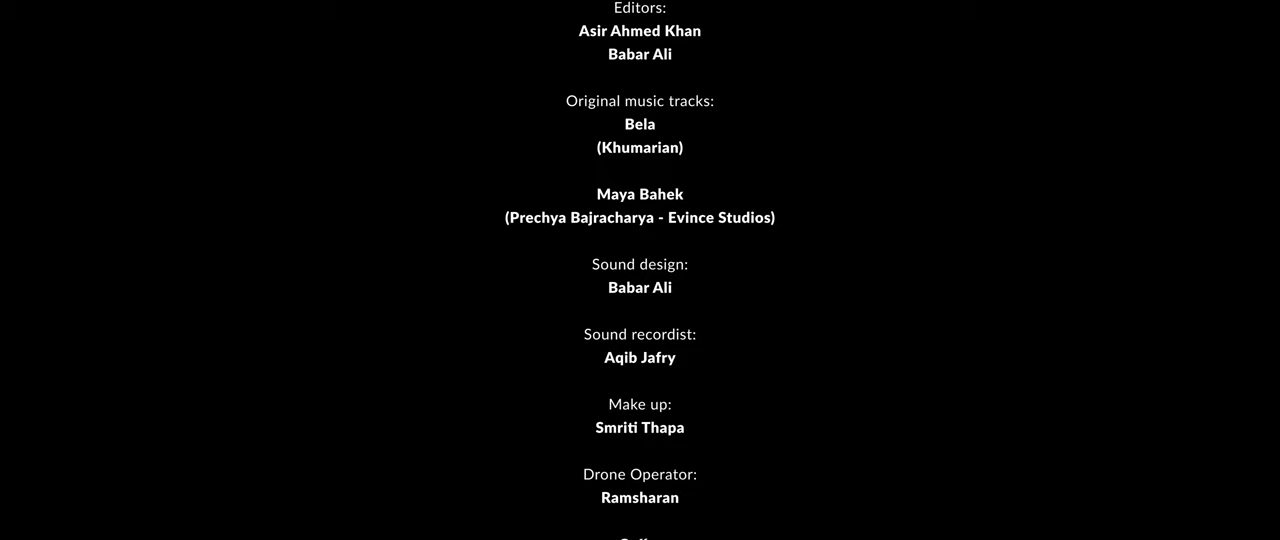 Editors:
Asir Ahmed Khan
Babar Ali
Original music tracks:
Bela
(Khumarian)
Maya Bahek
(Prechya Bajracharya - Evince Studios)
Sound design:
Babar Ali
Sound recordist:
Aqib Jafry
Make up:
Smriti Thapa
Drone Operator:
Ramsharan